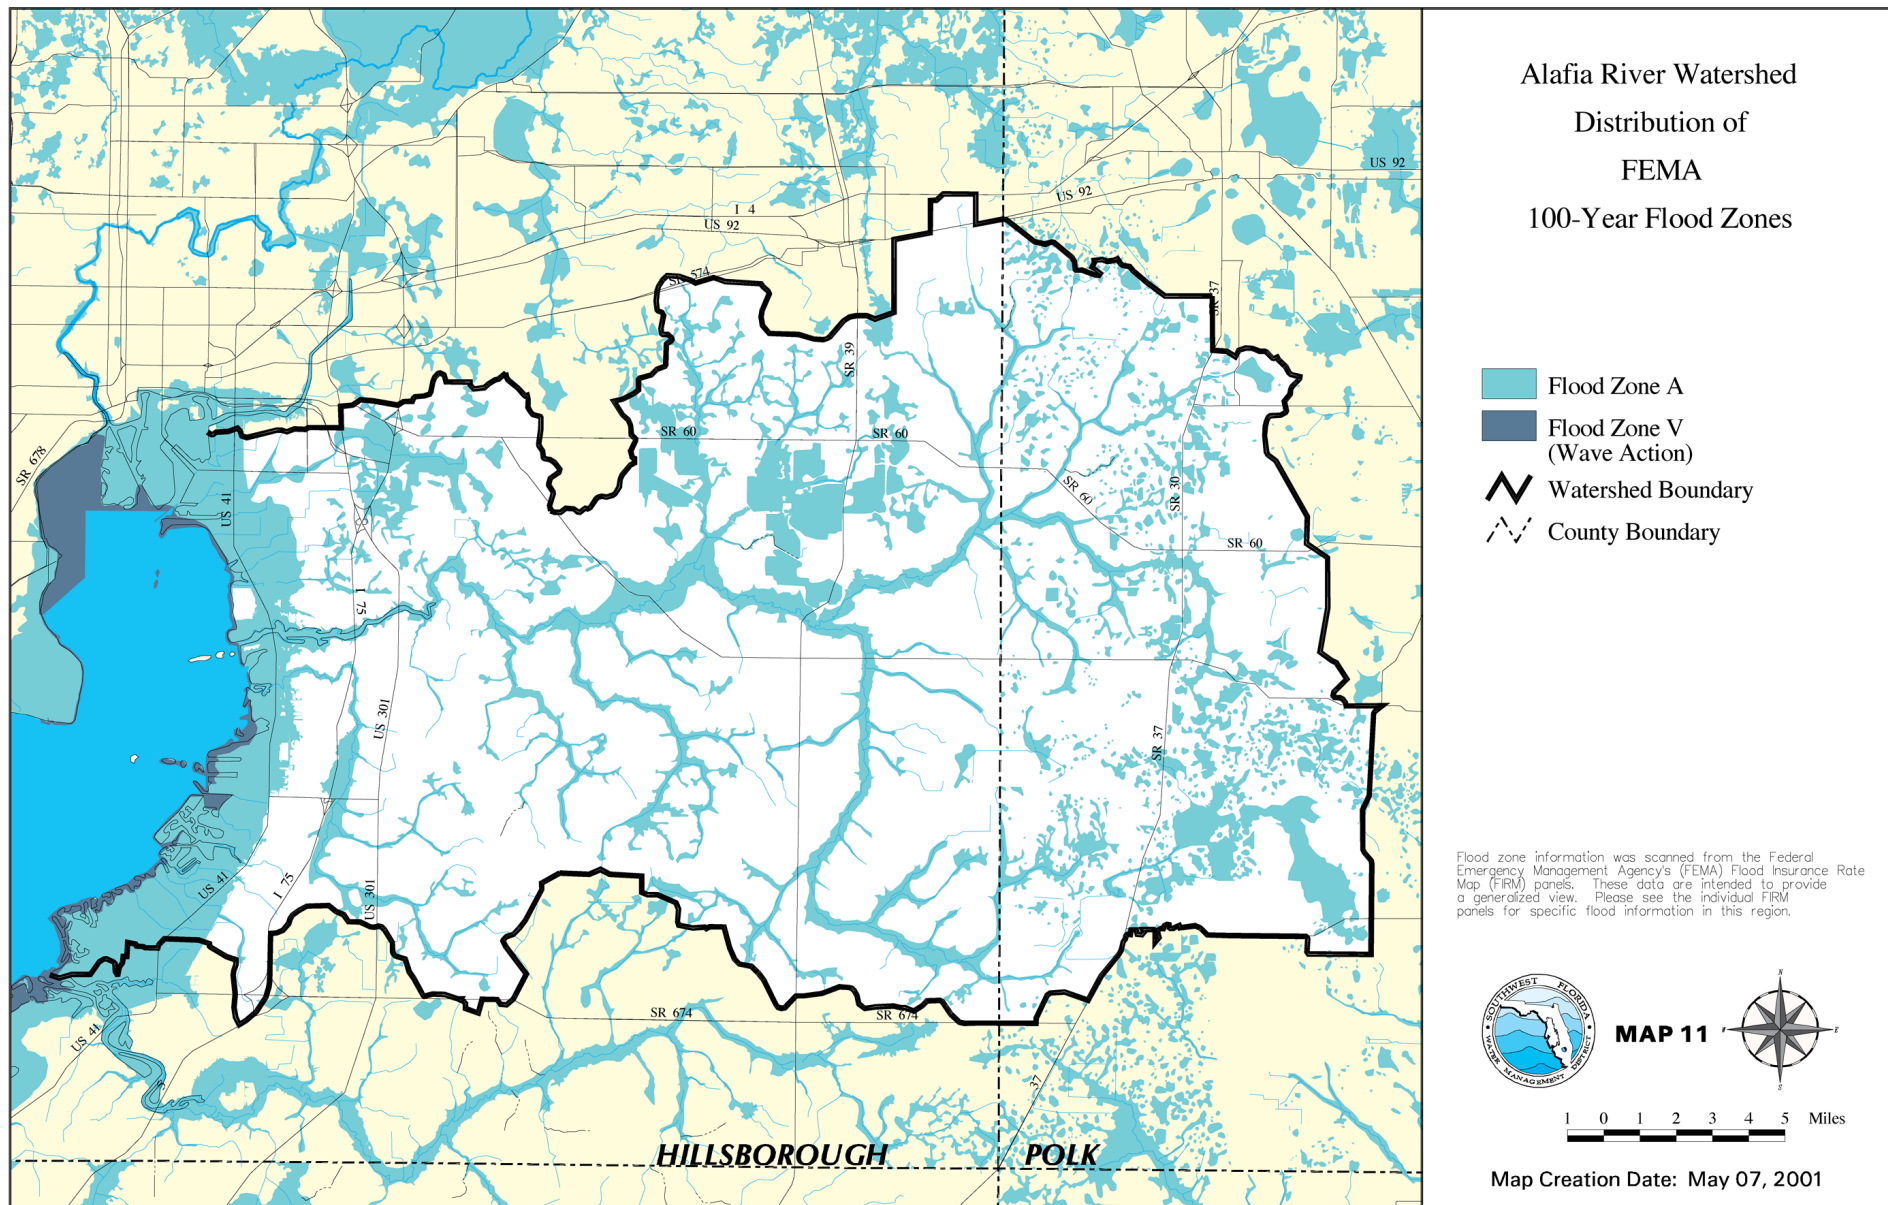 Alafia River Watershed
Distribution of
FEMA
100-Year Flood Zones
Flood Zone A
Flood Zone V
(Wave Action)
Watershed Boundary
County Boundary
Flood zone information was scanned from the Federal
Emergency Management Agency's (FEMA) Flood Insurance Rate
Map (FIRM) panels. These data are intended to provide
a generalized view. Please see the individual FIRM
panels for specific flood information in this region.
SOUTHWEST FLORIDA
WATER MANAGEMENT DISTRICT
MAP 11
N
W
E
S
1 0 1 2 3 4 5 Miles
Map Creation Date: May 07, 2001
US 92
US 92
I 4
US 92
SR 574
SR 37
SR 39
SR 60
SR 60
SR 678
US 41
SR 60
SR 30
SR 60
I 75
US 301
SR 37
US 41
I 75
US 301
SR 674
SR 674
US 41
37
HILLSBOROUGH
POLK